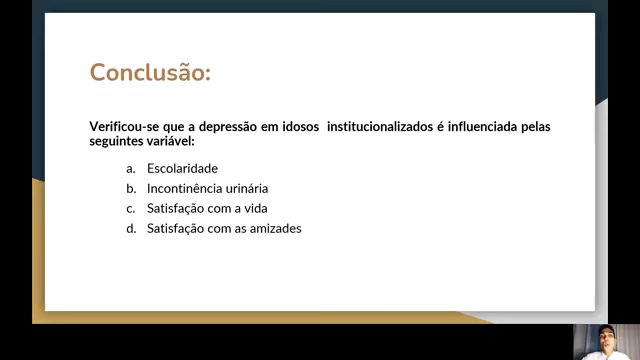 Conclusão:
Verificou-se que a depressão em idosos institucionalizados é influenciada pelas
seguintes variável:
a. Escolaridade
b. Incontinência urinária
c. Satisfação com a vida
d. Satisfação com as amizades